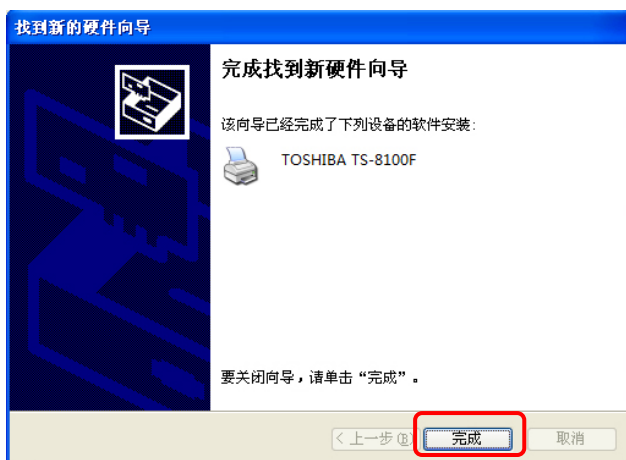 找到新的硬件向导
完成找到新硬件向导
该向导已经完成了下列设备的软件安装:
TOSHIBA TS-8100F
要关闭向导，请单击“完成”。
< 上一步(B) 完成 取消